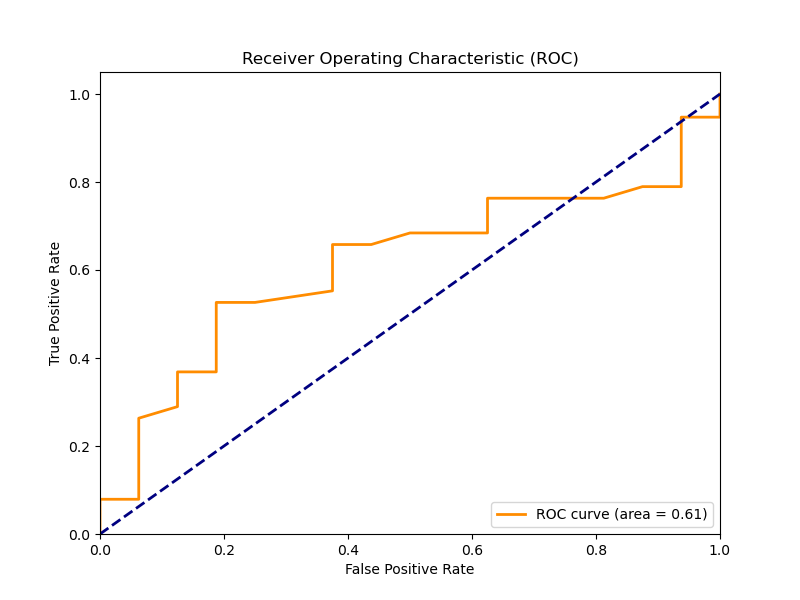 Receiver Operating Characteristic (ROC)
True Positive Rate
1.0
0.8
0.6
0.4
0.2
0.0
ROC curve (area = 0.61)
0.0 0.2 0.4 0.6 0.8 1.0
False Positive Rate